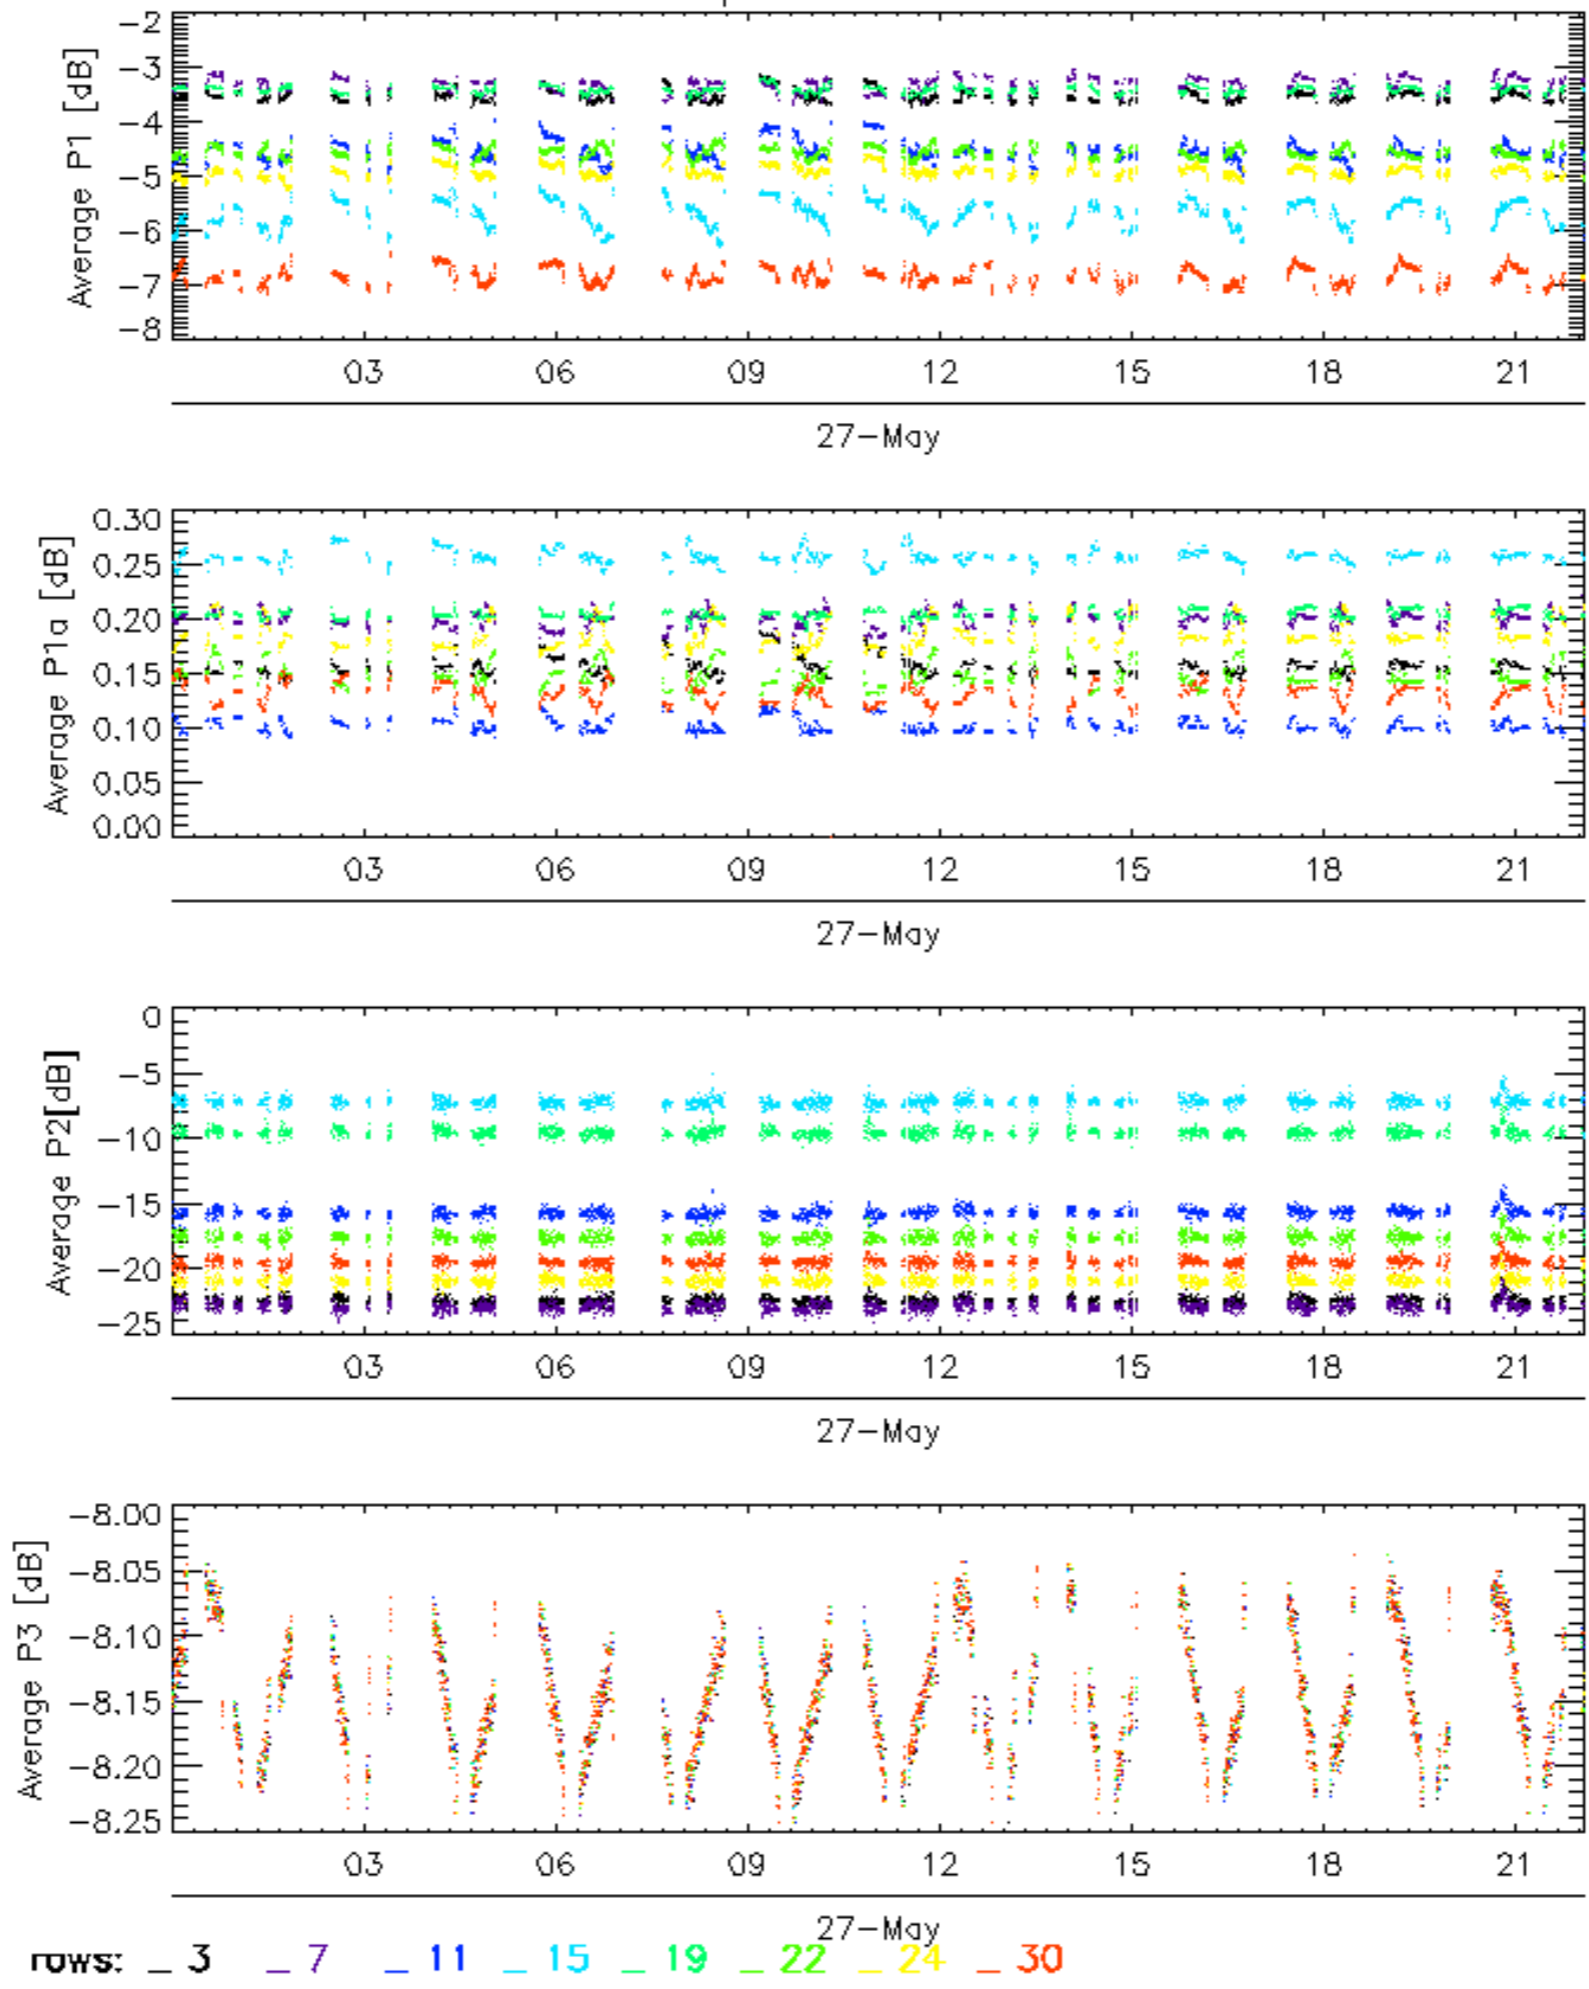 Average P1 [dB]
-2
-3
-4
-5
-6
-7
-8
03 06 09 12 15 18 21
27-May
Average P1a [dB]
0.30
0.25
0.20
0.15
0.10
0.05
0.00
03 06 09 12 15 18 21
27-May
Average P2[dB]
0
-5
-10
-15
-20
-25
03 06 09 12 15 18 21
27-May
Average P3 [dB]
-8.00
-8.05
-8.10
-8.15
-8.20
-8.25
03 06 09 12 15 18 21
27-May
rows: _ 3 _ 7 _ 11 _ 15 _ 19 _ 22 _ 24 _ 30